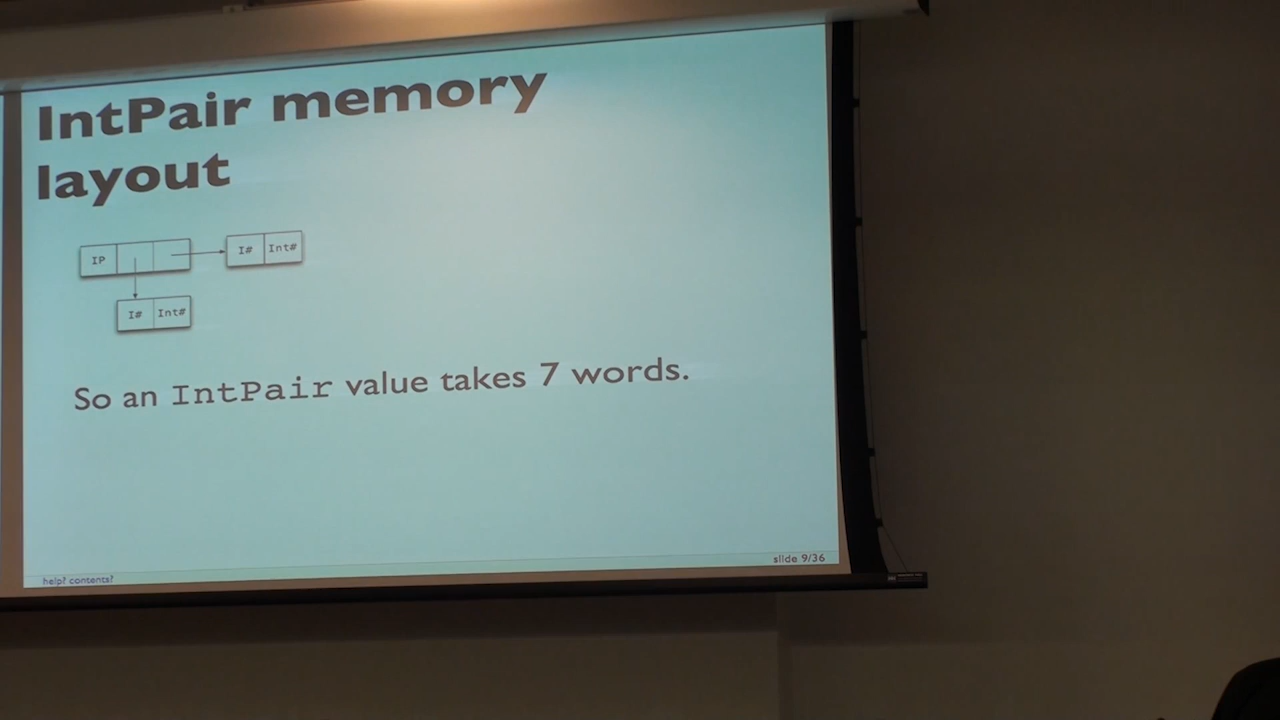 IntPair memory
layout
IP
I# Int#
I# Int#
So an IntPair value takes 7 words.
slide 9/36
help? contents?